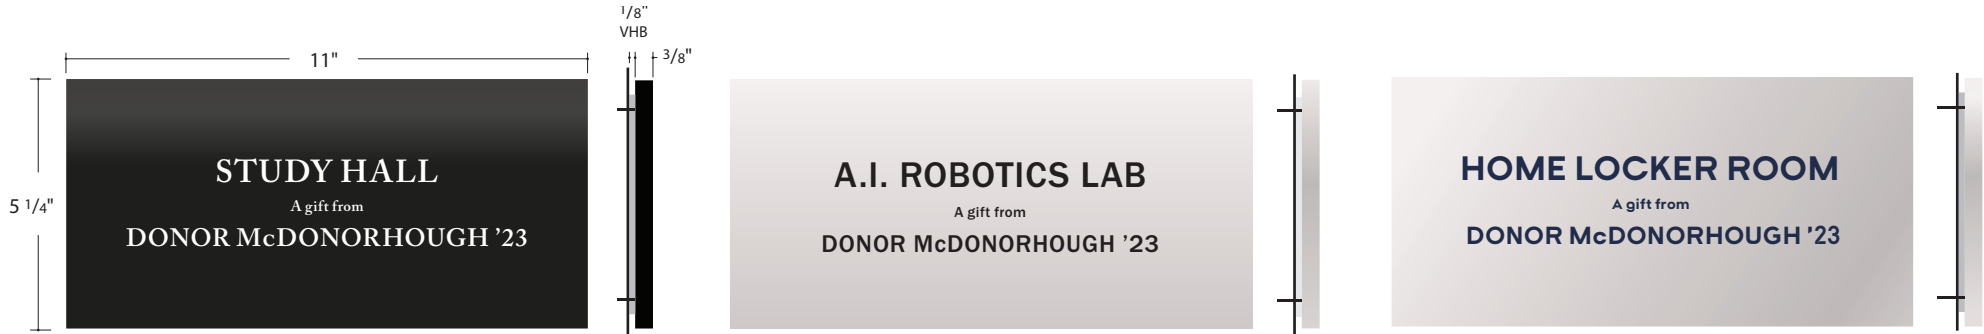 1/8"
VHB
11"
3/8"
5 1/4"
STUDY HALL
A gift from
DONOR McDONORHOUGH ’23
A.I. ROBOTICS LAB
A gift from
DONOR McDONORHOUGH ’23
HOME LOCKER ROOM
A gift from
DONOR McDONORHOUGH ’23